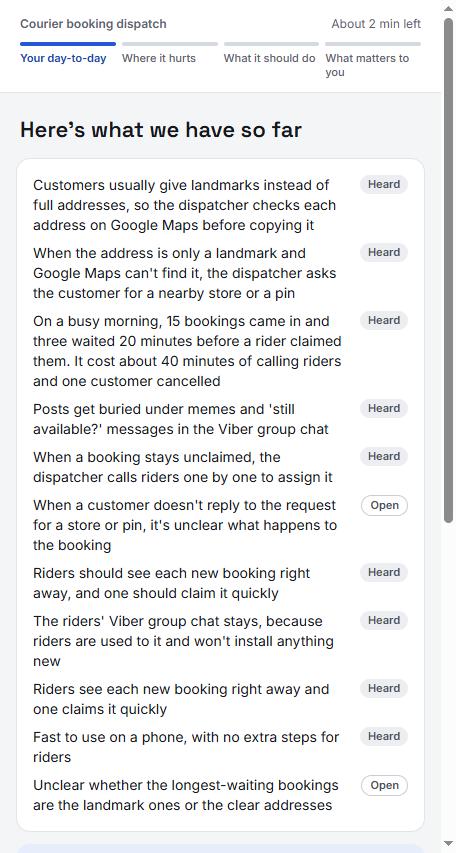 Courier booking dispatch
About 2 min left
Your day-to-day
Where it hurts
What it should do
What matters to
you
Here's what we have so far
Customers usually give landmarks instead of
Heard
full addresses, so the dispatcher checks each
address on Google Maps before copying it
When the address is only a landmark and
Heard
Google Maps can't find it, the dispatcher asks
the customer for a nearby store or a pin
On a busy morning, 15 bookings came in and
Heard
three waited 20 minutes before a rider claimed
them. It cost about 40 minutes of calling riders
and one customer cancelled
Posts get buried under memes and 'still
Heard
available?' messages in the Viber group chat
When a booking stays unclaimed, the
Heard
dispatcher calls riders one by one to assign it
When a customer doesn't reply to the request
Open
for a store or pin, it's unclear what happens to
the booking
Riders should see each new booking right
Heard
away, and one should claim it quickly
The riders' Viber group chat stays, because
Heard
riders are used to it and won't install anything
new
Riders see each new booking right away and
Heard
one claims it quickly
Fast to use on a phone, with no extra steps for
Heard
riders
Unclear whether the longest-waiting bookings
Open
are the landmark ones or the clear addresses